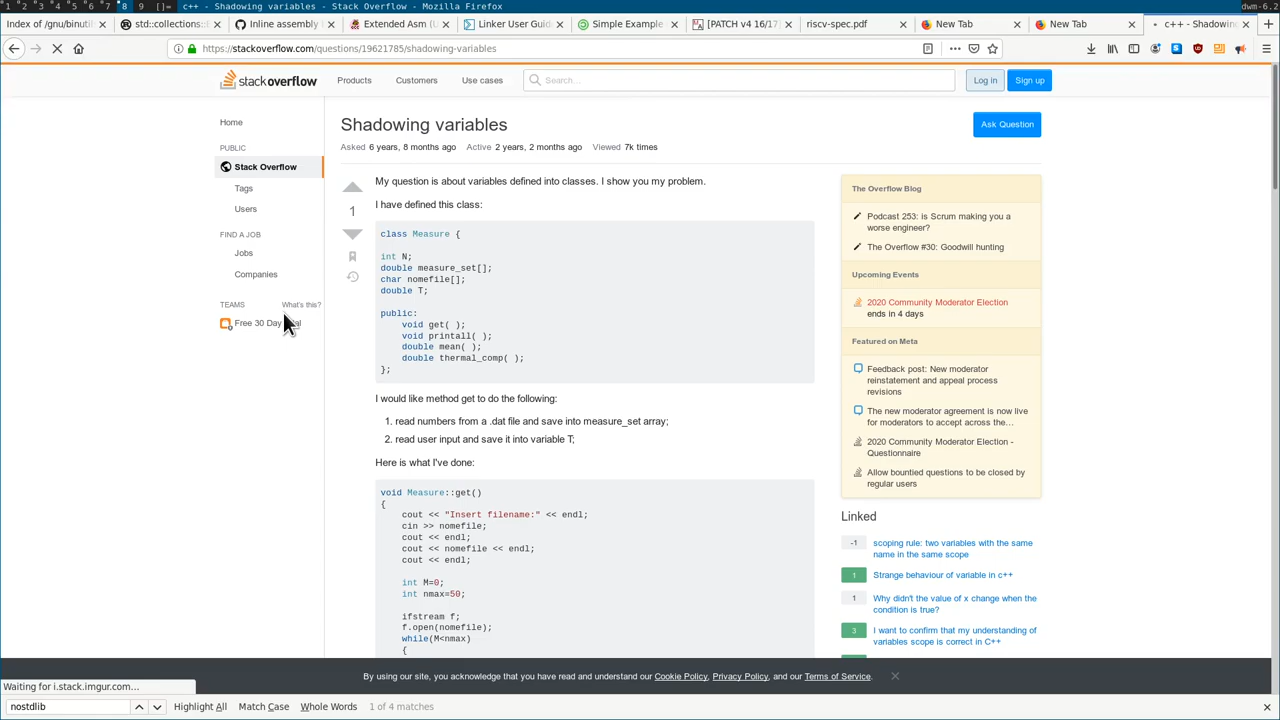 1 2 3 4 5 6 7 8 9 []= c++ - Shadowing variables - Stack Overflow - Mozilla Firefox dwm-6.2
Index of /gnu/binutil std::collections:: Inline assembly Extended Asm (U Linker User Guid Simple Example [PATCH v4 16/17] riscv-spec.pdf New Tab New Tab c++ - Shadowin
https://stackoverflow.com/questions/19621785/shadowing-variables
stackoverflow Products Customers Use cases Search... Log in Sign up
Home
PUBLIC
Stack Overflow
Tags
Users
FIND A JOB
Jobs
Companies
TEAMS What's this?
Free 30 Day
Shadowing variables
Ask Question
Asked 6 years, 8 months ago Active 2 years, 2 months ago Viewed 7k times
1
My question is about variables defined into classes. I show you my problem.
I have defined this class:
class Measure {
int N;
double measure_set[];
char nomefile[];
double T;
public:
void get( );
void printall( );
double mean( );
double thermal_comp( );
};
I would like method get to do the following:
1. read numbers from a .dat file and save into measure_set array;
2. read user input and save it into variable T;
Here is what I've done:
void Measure::get()
{
cout << "Insert filename:" << endl;
cin >> nomefile;
cout << endl;
cout << nomefile << endl;
cout << endl;
int M=0;
int nmax=50;
ifstream f;
f.open(nomefile);
while(M<nmax)
{
The Overflow Blog
Podcast 253: is Scrum making you a
worse engineer?
The Overflow #30: Goodwill hunting
Upcoming Events
2020 Community Moderator Election
ends in 4 days
Featured on Meta
Feedback post: New moderator
reinstatement and appeal process
revisions
The new moderator agreement is now live
for moderators to accept across the…
2020 Community Moderator Election -
Questionnaire
Allow bountied questions to be closed by
regular users
Linked
-1 scoping rule: two variables with the same
name in the same scope
1 Strange behaviour of variable in c++
1 Why didn't the value of x change when the
condition is true?
3 I want to confirm that my understanding of
variables scope is correct in C++
By using our site, you acknowledge that you have read and understand our Cookie Policy, Privacy Policy, and our Terms of Service.
Waiting for i.stack.imgur.com…
nostdlib Highlight All Match Case Whole Words 1 of 4 matches